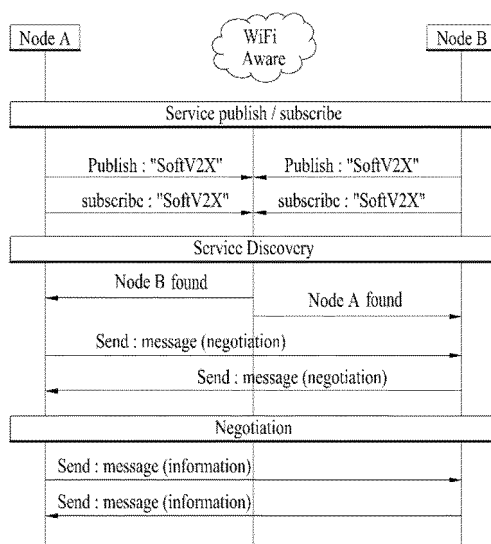 Node A
WiFi
Aware
Node B
Service publish / subscribe
Publish : "SoftV2X"
Publish : "SoftV2X"
subscribe : "SoftV2X"
subscribe : "SoftV2X"
Service Discovery
Node B found
Node A found
Send : message (negotiation)
Send : message (negotiation)
Negotiation
Send : message (information)
Send : message (information)